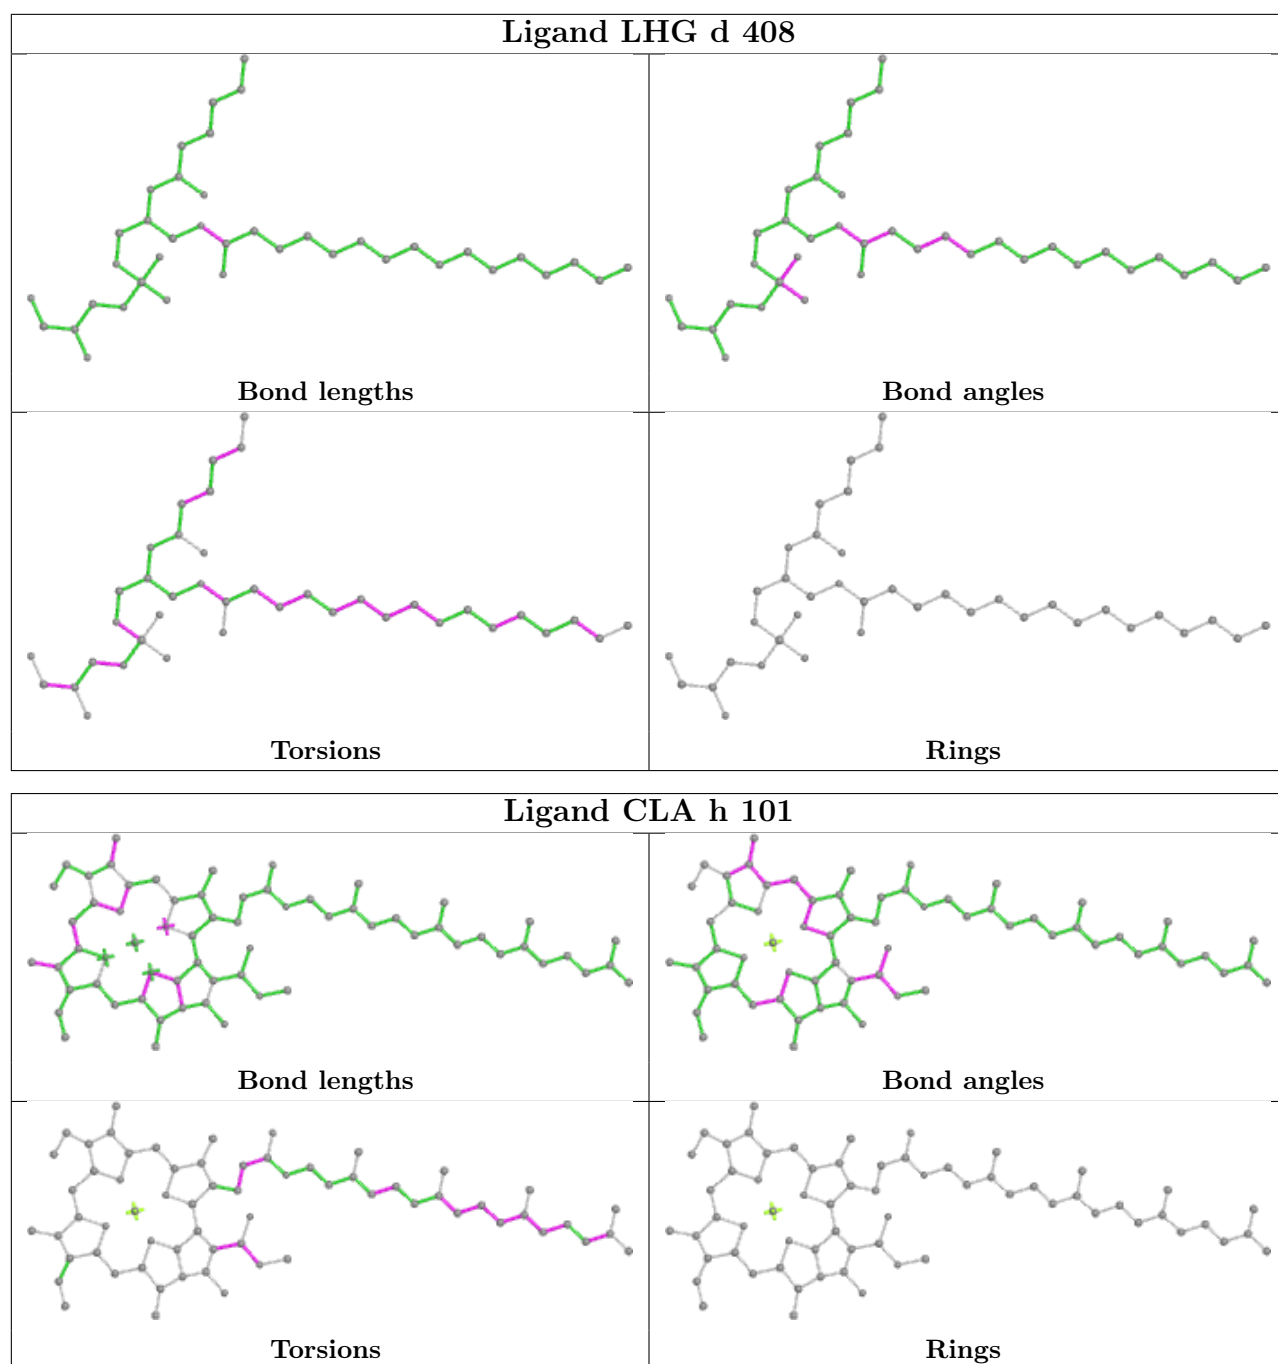 Ligand LHG d 408
Bond lengths
Bond angles
Torsions
Rings
Ligand CLA h 101
Bond lengths
Bond angles
Torsions
Rings